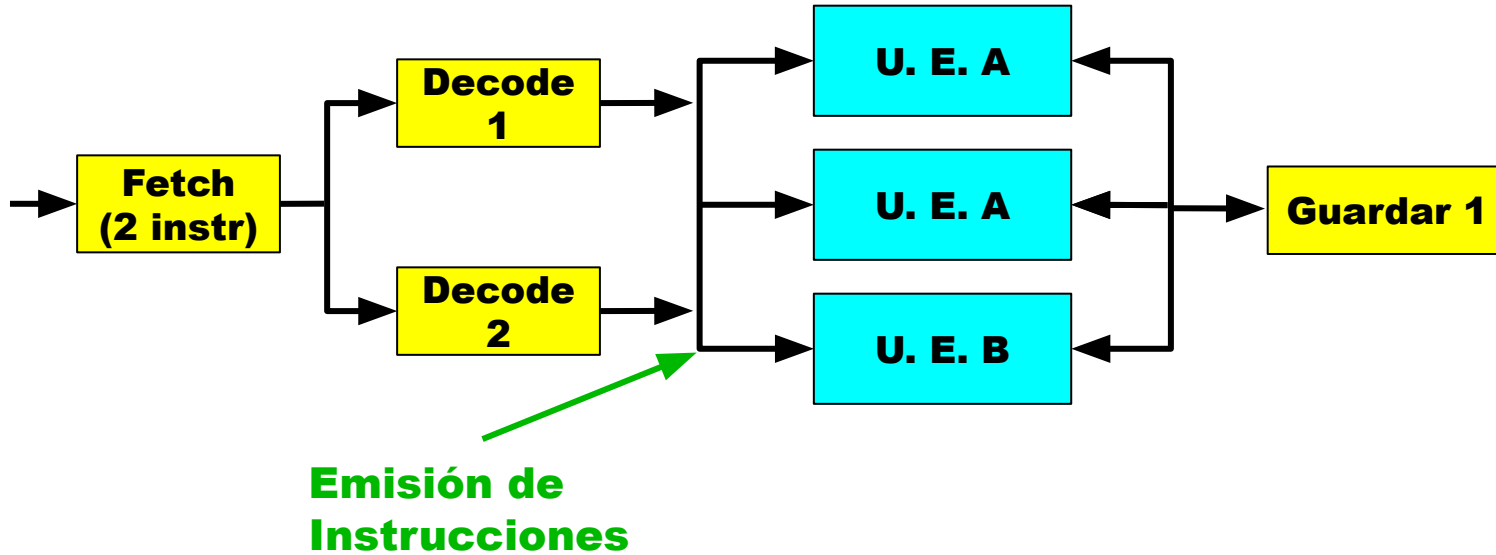 Fetch
(2 instr)
Decode
1
Decode
2
U. E. A
U. E. A
U. E. B
Guardar 1
Emisión de
Instrucciones